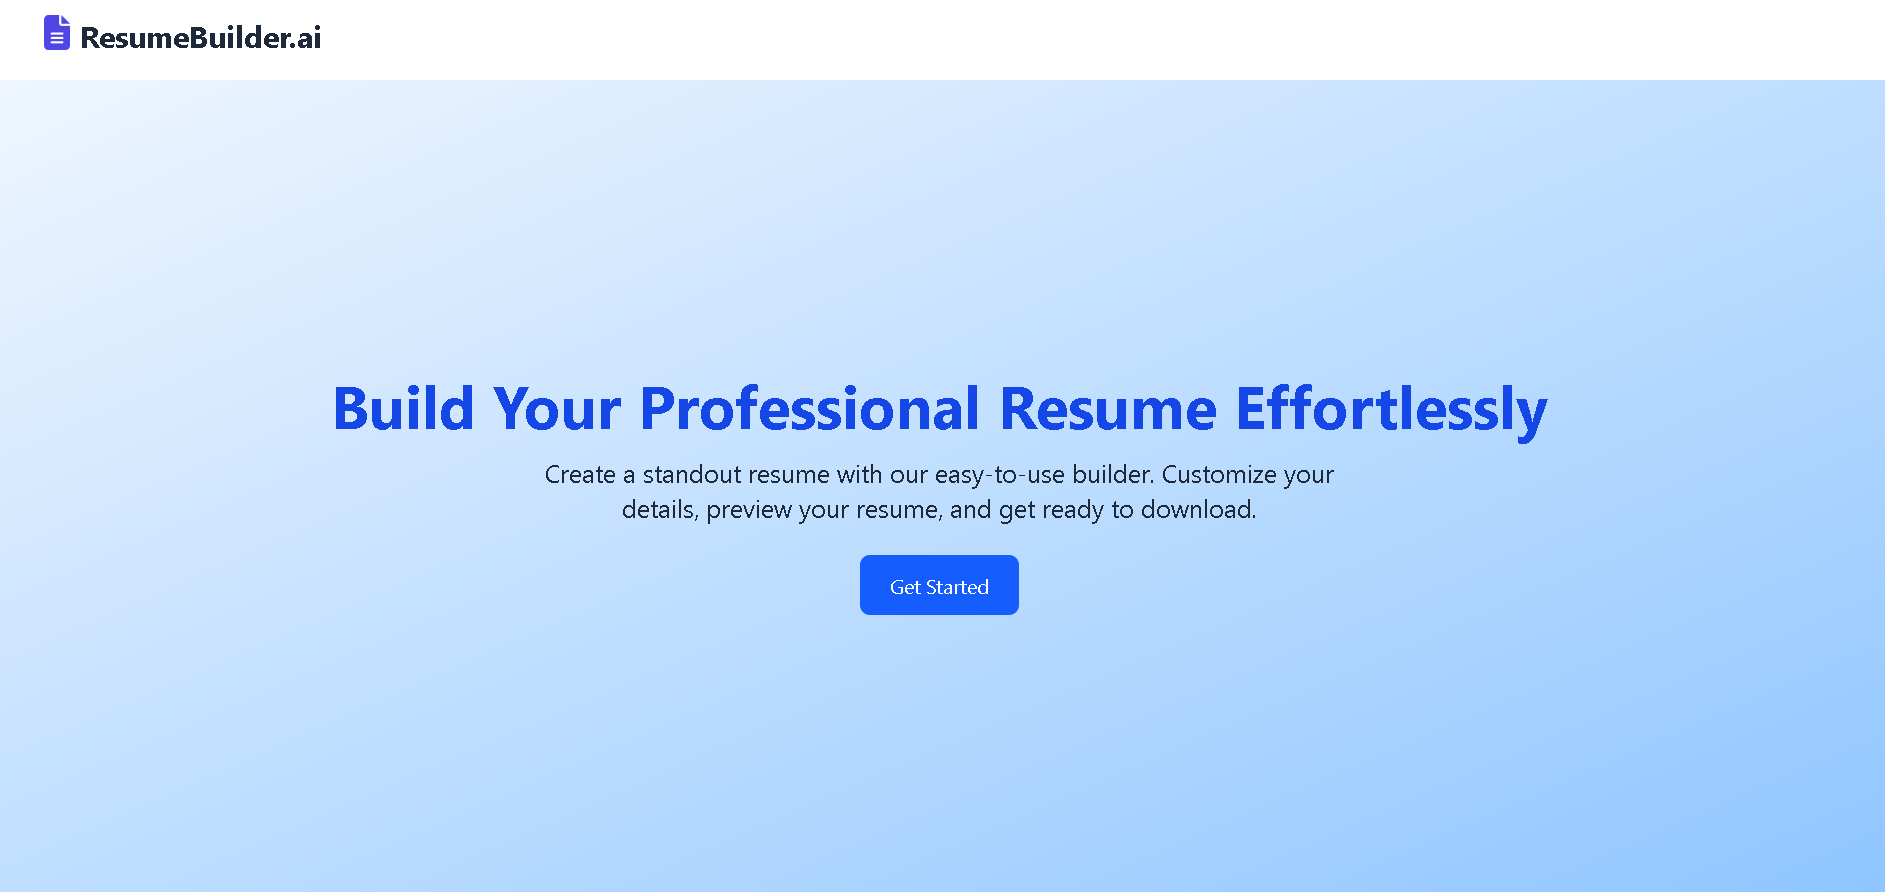 ResumeBuilder.ai
Build Your Professional Resume Effortlessly
Create a standout resume with our easy-to-use builder. Customize your
details, preview your resume, and get ready to download.
Get Started